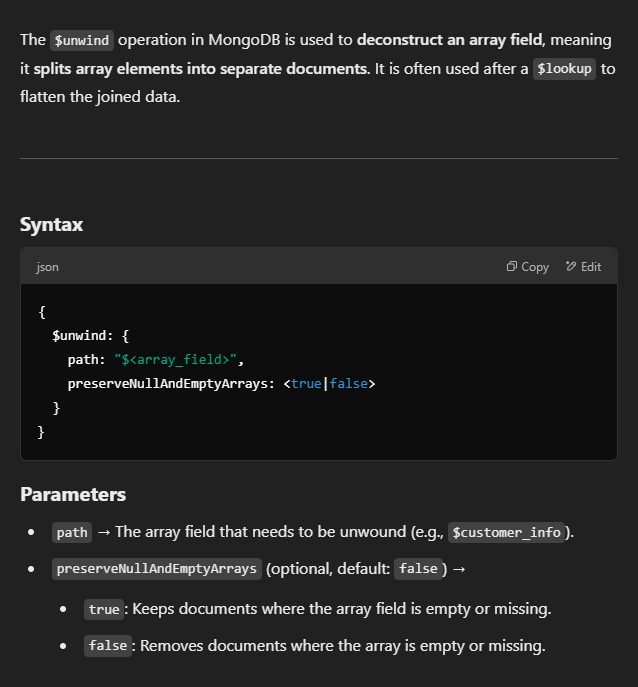 The $unwind operation in MongoDB is used to deconstruct an array field, meaning
it splits array elements into separate documents. It is often used after a $lookup to
flatten the joined data.
Syntax
json Copy Edit
{
  $unwind: {
    path: "$<array_field>",
    preserveNullAndEmptyArrays: <true|false>
  }
}
Parameters
• path → The array field that needs to be unwound (e.g., $customer_info).
• preserveNullAndEmptyArrays (optional, default: false) →
• true: Keeps documents where the array field is empty or missing.
• false: Removes documents where the array is empty or missing.